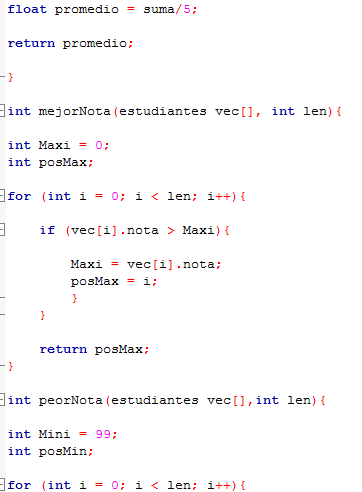 float promedio = suma/5;
return promedio;
}
int mejorNota(estudiantes vec[], int len){
int Maxi = 0;
int posMax;
for (int i = 0; i < len; i++){
if (vec[i].nota > Maxi){
Maxi = vec[i].nota;
posMax = i;
}
}
return posMax;
}
int peorNota(estudiantes vec[],int len){
int Mini = 99;
int posMin;
for (int i = 0; i < len; i++){